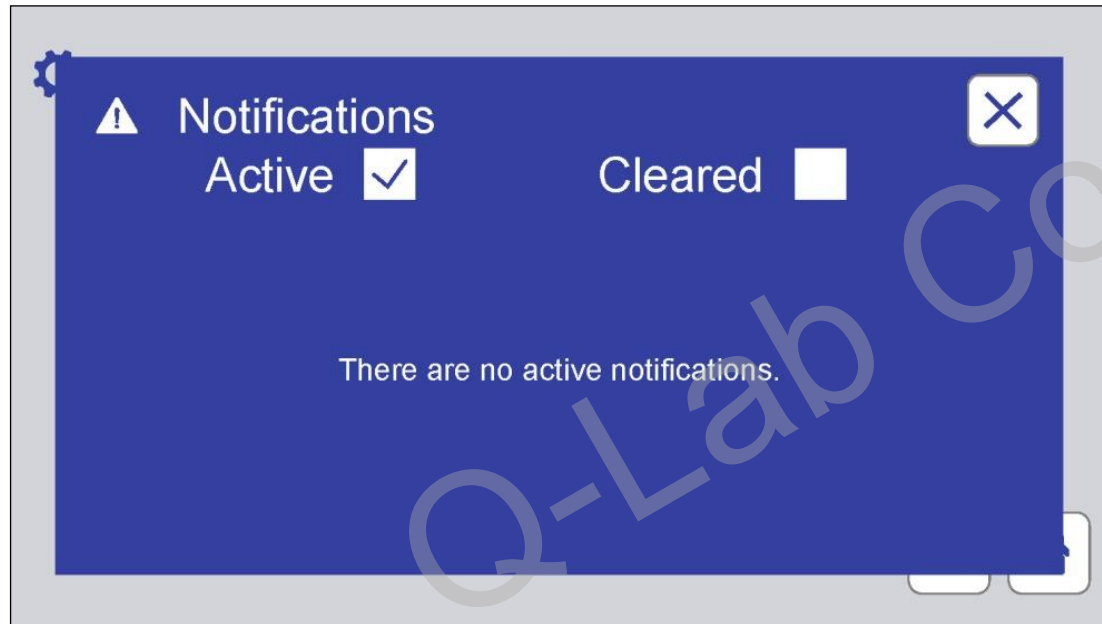 Notifications
Active Cleared
There are no active notifications.
Q-Lab Co